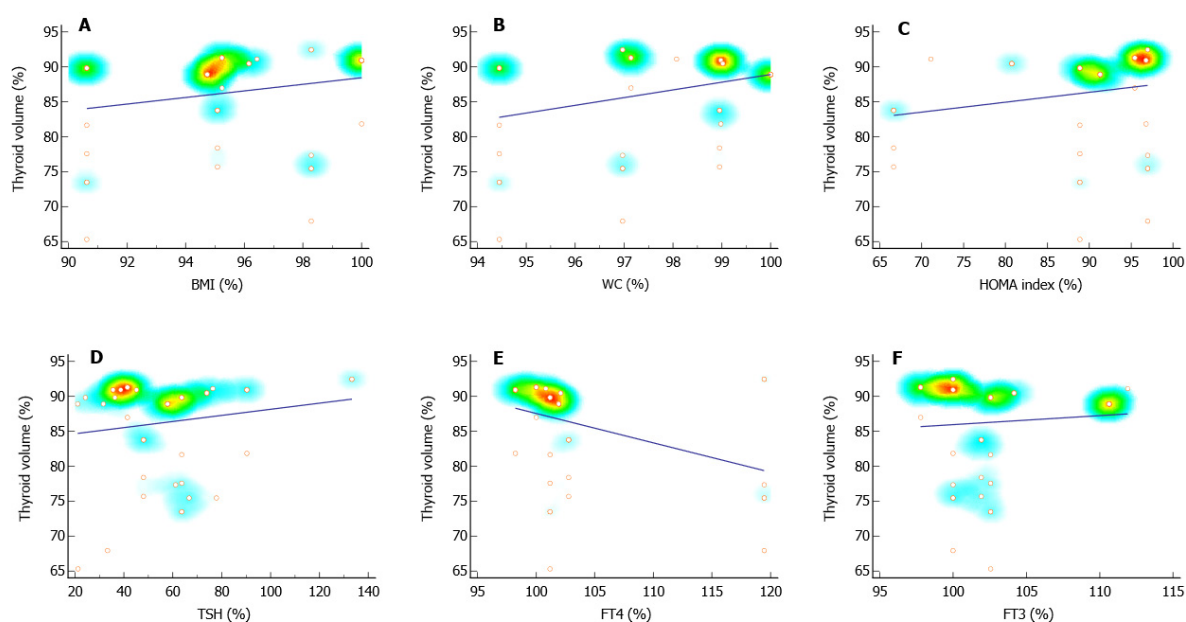 A
B
C
Thyroid volume (%)
95
90
85
80
75
70
65
90 92 94 96 98 100
BMI (%)
Thyroid volume (%)
95
90
85
80
75
70
65
94 95 96 97 98 99 100
WC (%)
Thyroid volume (%)
95
90
85
80
75
70
65
65 70 75 80 85 90 95 100
HOMA index (%)
D
E
F
Thyroid volume (%)
95
90
85
80
75
70
65
20 40 60 80 100 120 140
TSH (%)
Thyroid volume (%)
95
90
85
80
75
70
65
95 100 105 110 115 120
FT4 (%)
Thyroid volume (%)
95
90
85
80
75
70
65
95 100 105 110 115
FT3 (%)